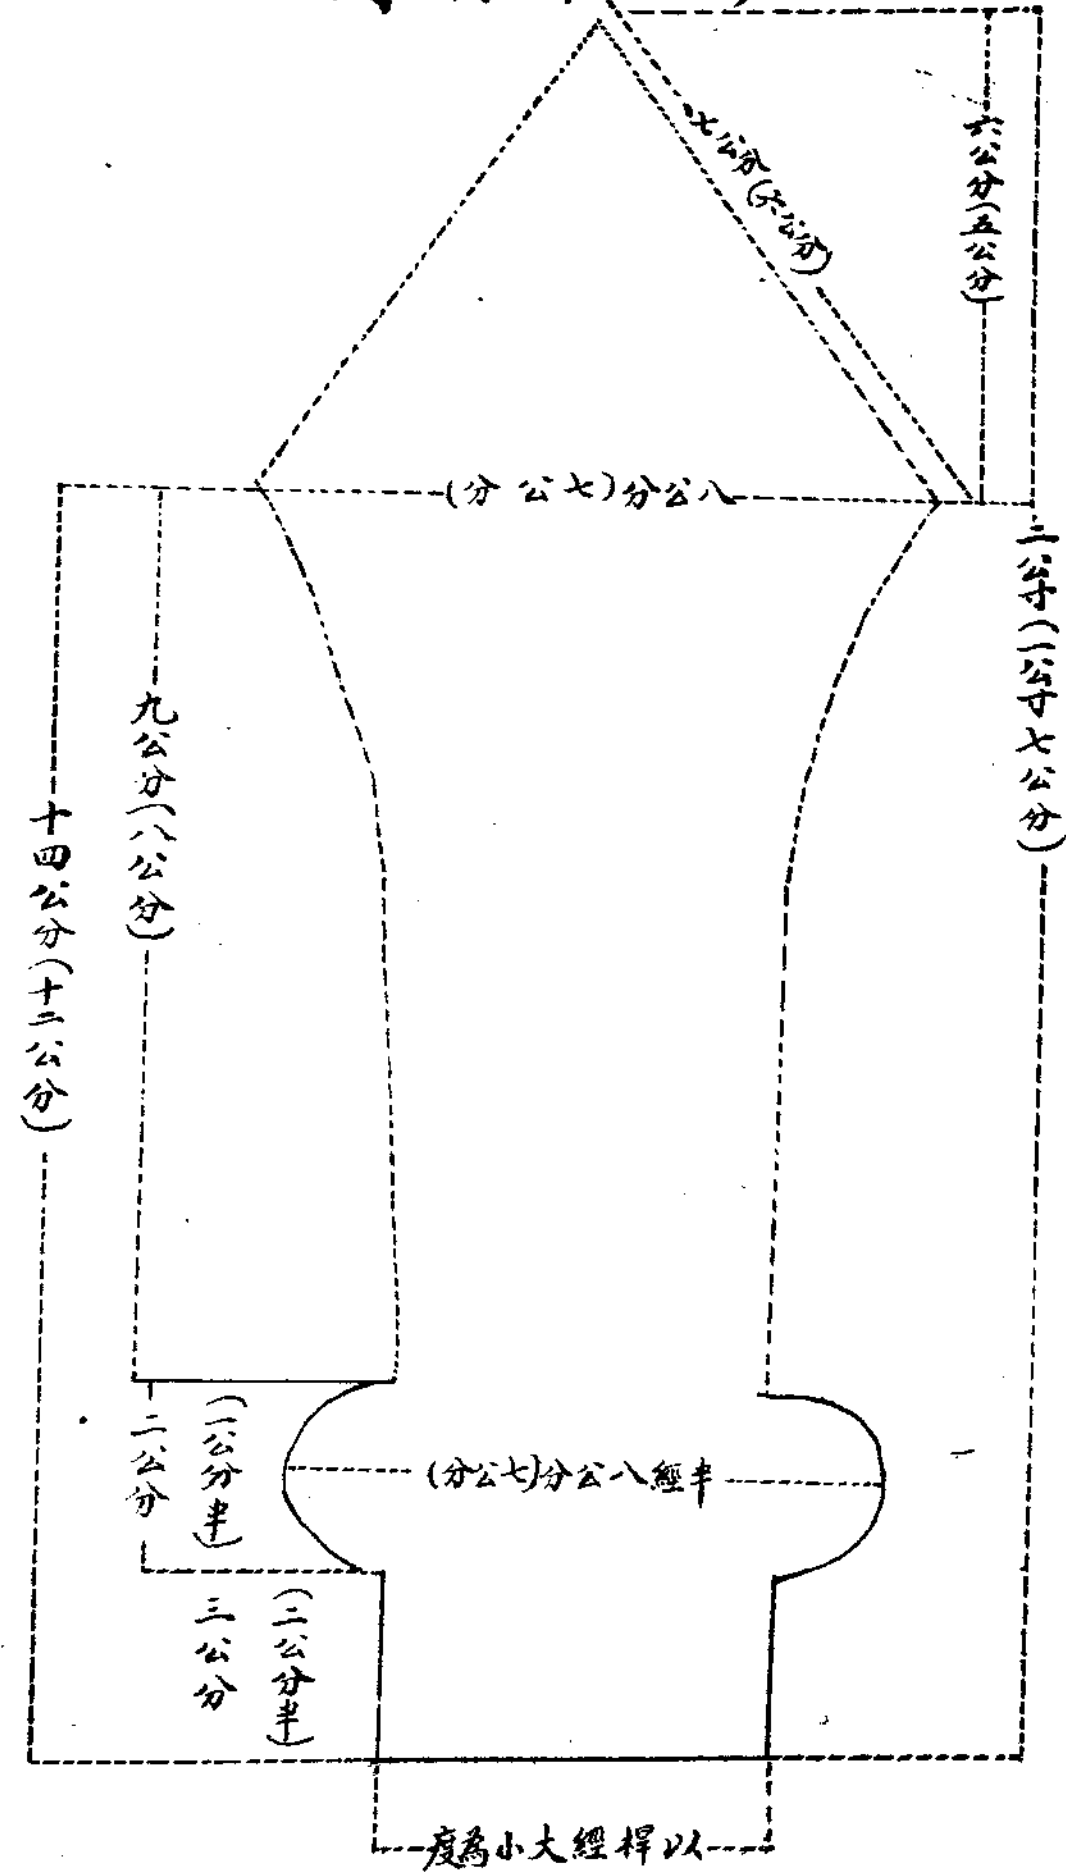 七公分(六公分)
六公分(五公分)
八公分(七公分)
二公寸(一公寸七公分)
九公分(八公分)
十四公分(十二公分)
(一公分半)
二公分
半經八公分(七公分)
(二公分半)
三公分
以桿經大小為度